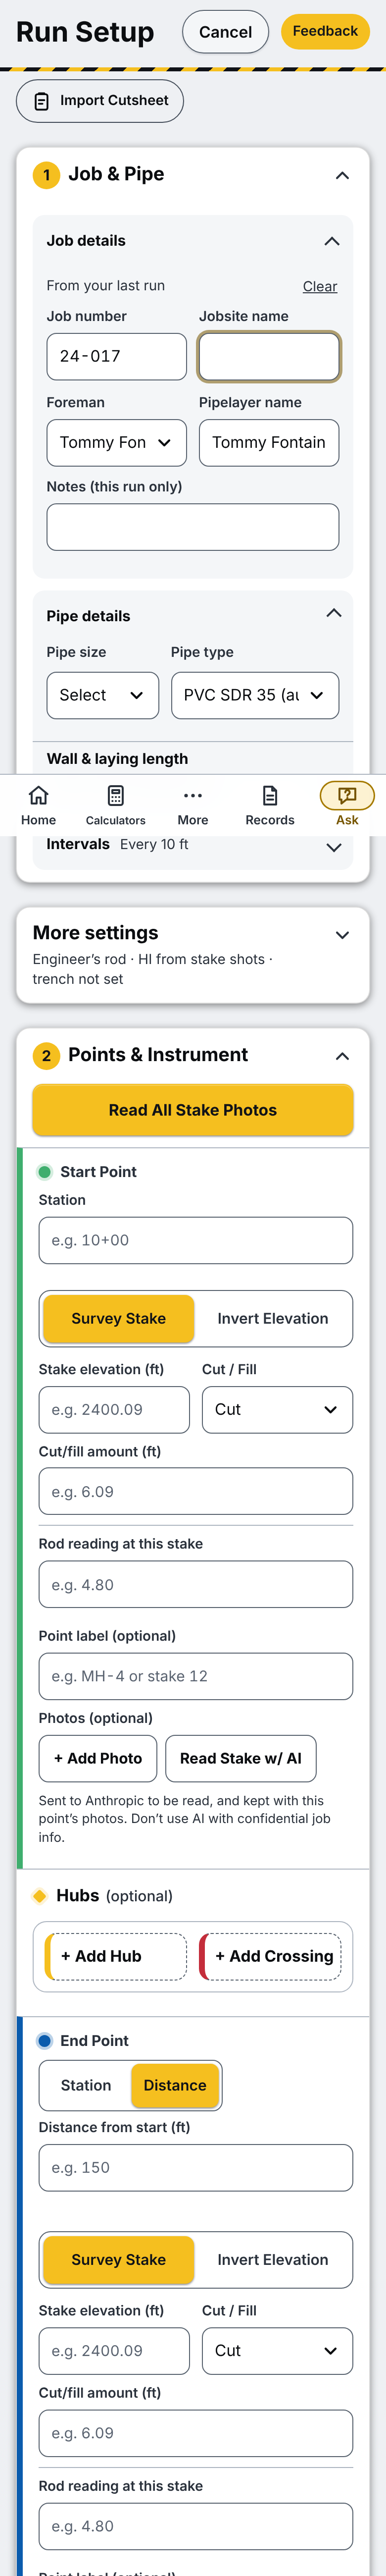 Run Setup
Cancel
Feedback
Import Cutsheet
1 Job & Pipe
Job details
From your last run Clear
Job number Jobsite name
24-017
Foreman Pipelayer name
Tommy Fon Tommy Fontain
Notes (this run only)
Pipe details
Pipe size Pipe type
Select PVC SDR 35 (au
Wall & laying length
Home Calculators More Records Ask
Intervals Every 10 ft
More settings
Engineer’s rod · HI from stake shots ·
trench not set
2 Points & Instrument
Read All Stake Photos
Start Point
Station
e.g. 10+00
Survey Stake Invert Elevation
Stake elevation (ft) Cut / Fill
e.g. 2400.09 Cut
Cut/fill amount (ft)
e.g. 6.09
Rod reading at this stake
e.g. 4.80
Point label (optional)
e.g. MH-4 or stake 12
Photos (optional)
+ Add Photo Read Stake w/ AI
Sent to Anthropic to be read, and kept with this
point’s photos. Don’t use AI with confidential job
info.
Hubs (optional)
+ Add Hub + Add Crossing
End Point
Station Distance
Distance from start (ft)
e.g. 150
Survey Stake Invert Elevation
Stake elevation (ft) Cut / Fill
e.g. 2400.09 Cut
Cut/fill amount (ft)
e.g. 6.09
Rod reading at this stake
e.g. 4.80